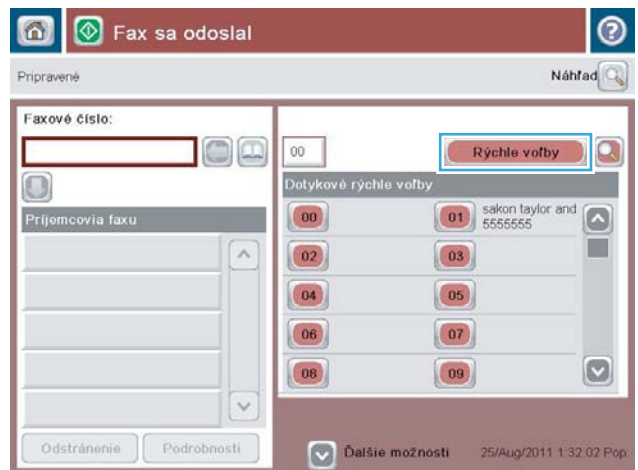 Fax sa odoslal
Pripravené
Náhľad
Faxové číslo:
00
Rýchle voľby
Dotykové rýchle voľby
Príjemcovia faxu
00
01
sakon taylor and
5555555
02
03
04
05
06
07
08
09
Odstránenie
Podrobnosti
Ďalšie možnosti
25/Aug/2011 1:32:02 Pop.